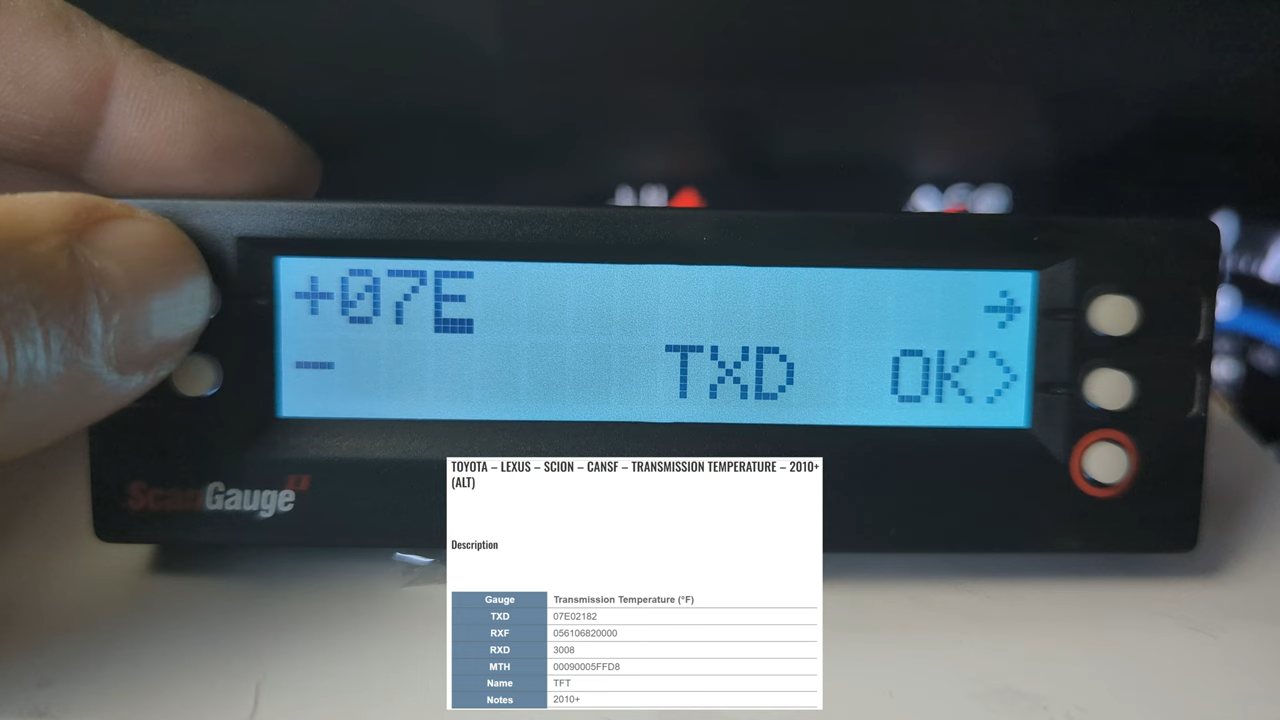 +07E →
− TXD OK>
ScanGauge II
TOYOTA – LEXUS – SCION – CANSF – TRANSMISSION TEMPERATURE – 2010+
(ALT)
Description
Gauge Transmission Temperature (°F)
TXD 07E02182
RXF 056106820000
RXD 3008
MTH 00090005FFD8
Name TFT
Notes 2010+